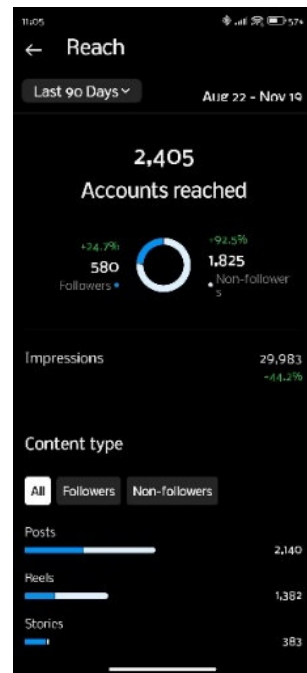 11:05
57%
Reach
Last 90 Days
Aug 22 - Nov 19
2,405
Accounts reached
+24.7%
580
Followers
+92.5%
1,825
Non-follower
s
Impressions
29,983
+44.2%
Content type
All
Followers
Non-followers
Posts
2,140
Reels
1,382
Stories
383